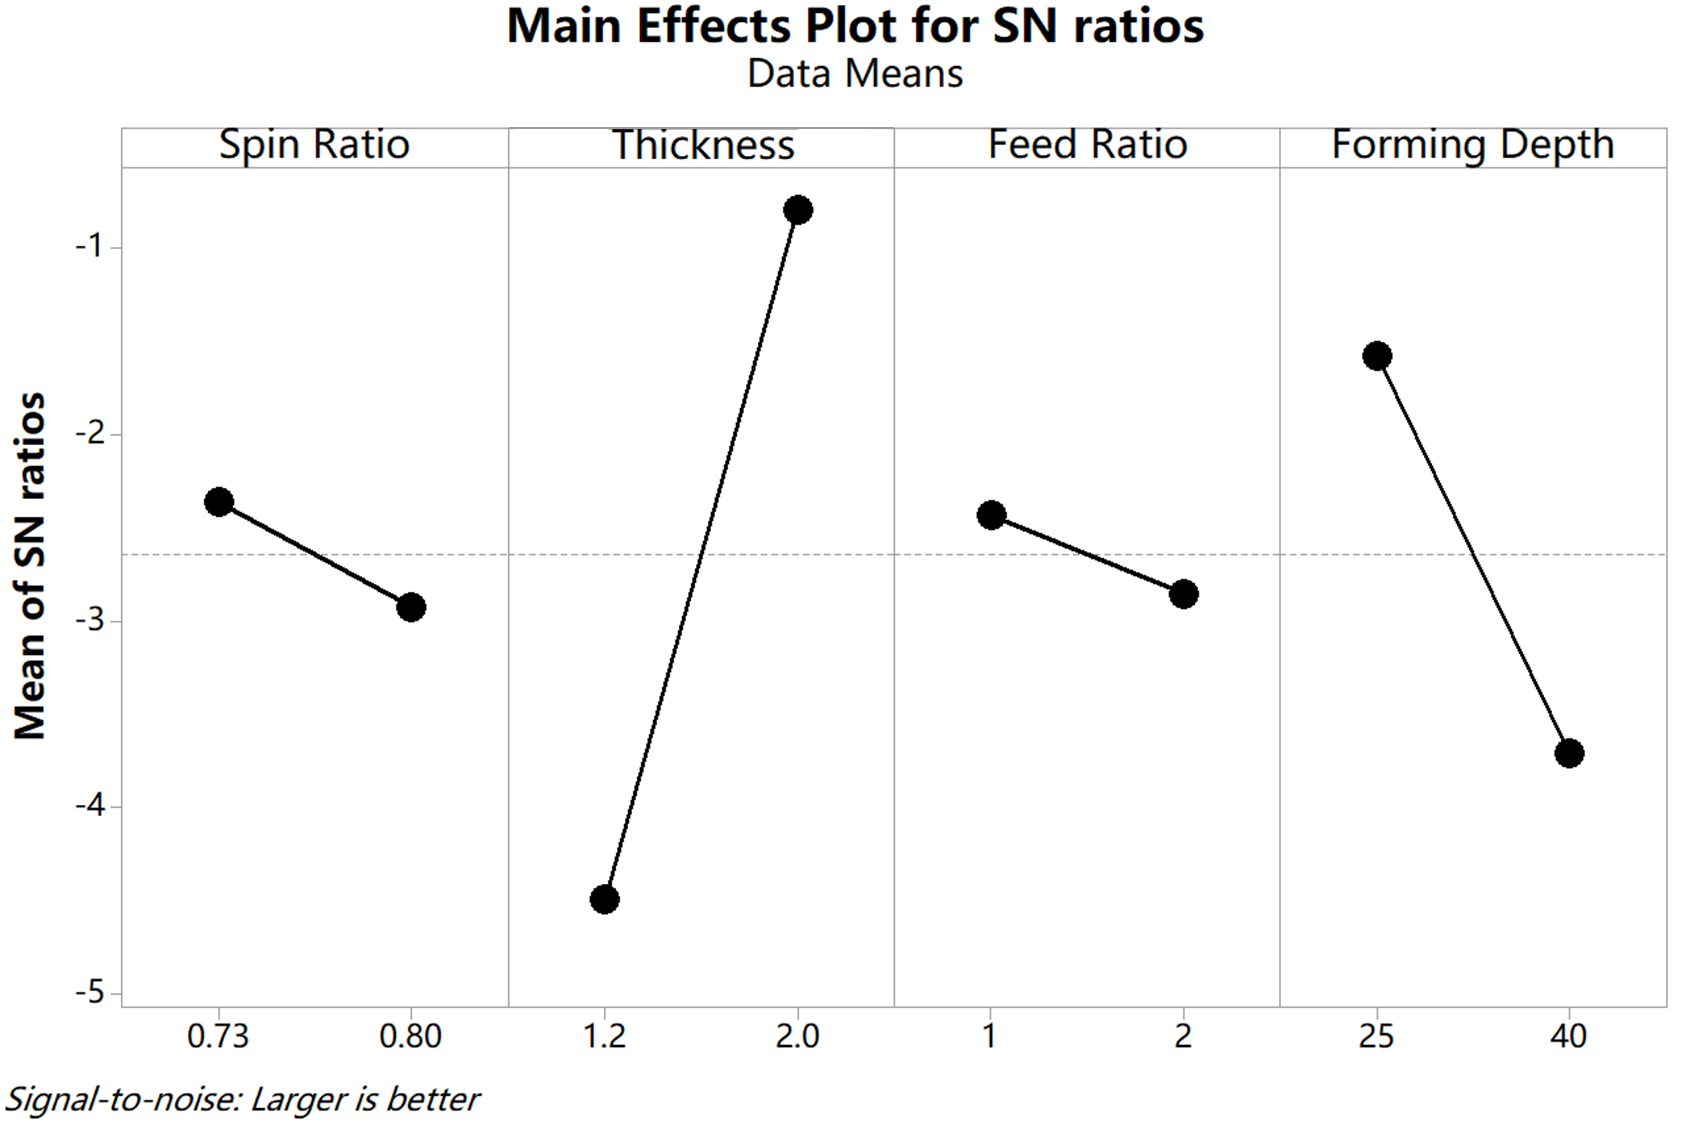 Main Effects Plot for SN ratios
Data Means
Spin Ratio Thickness Feed Ratio Forming Depth
Mean of SN ratios
-1
-2
-3
-4
-5
0.73 0.80 1.2 2.0 1 2 25 40
Signal-to-noise: Larger is better